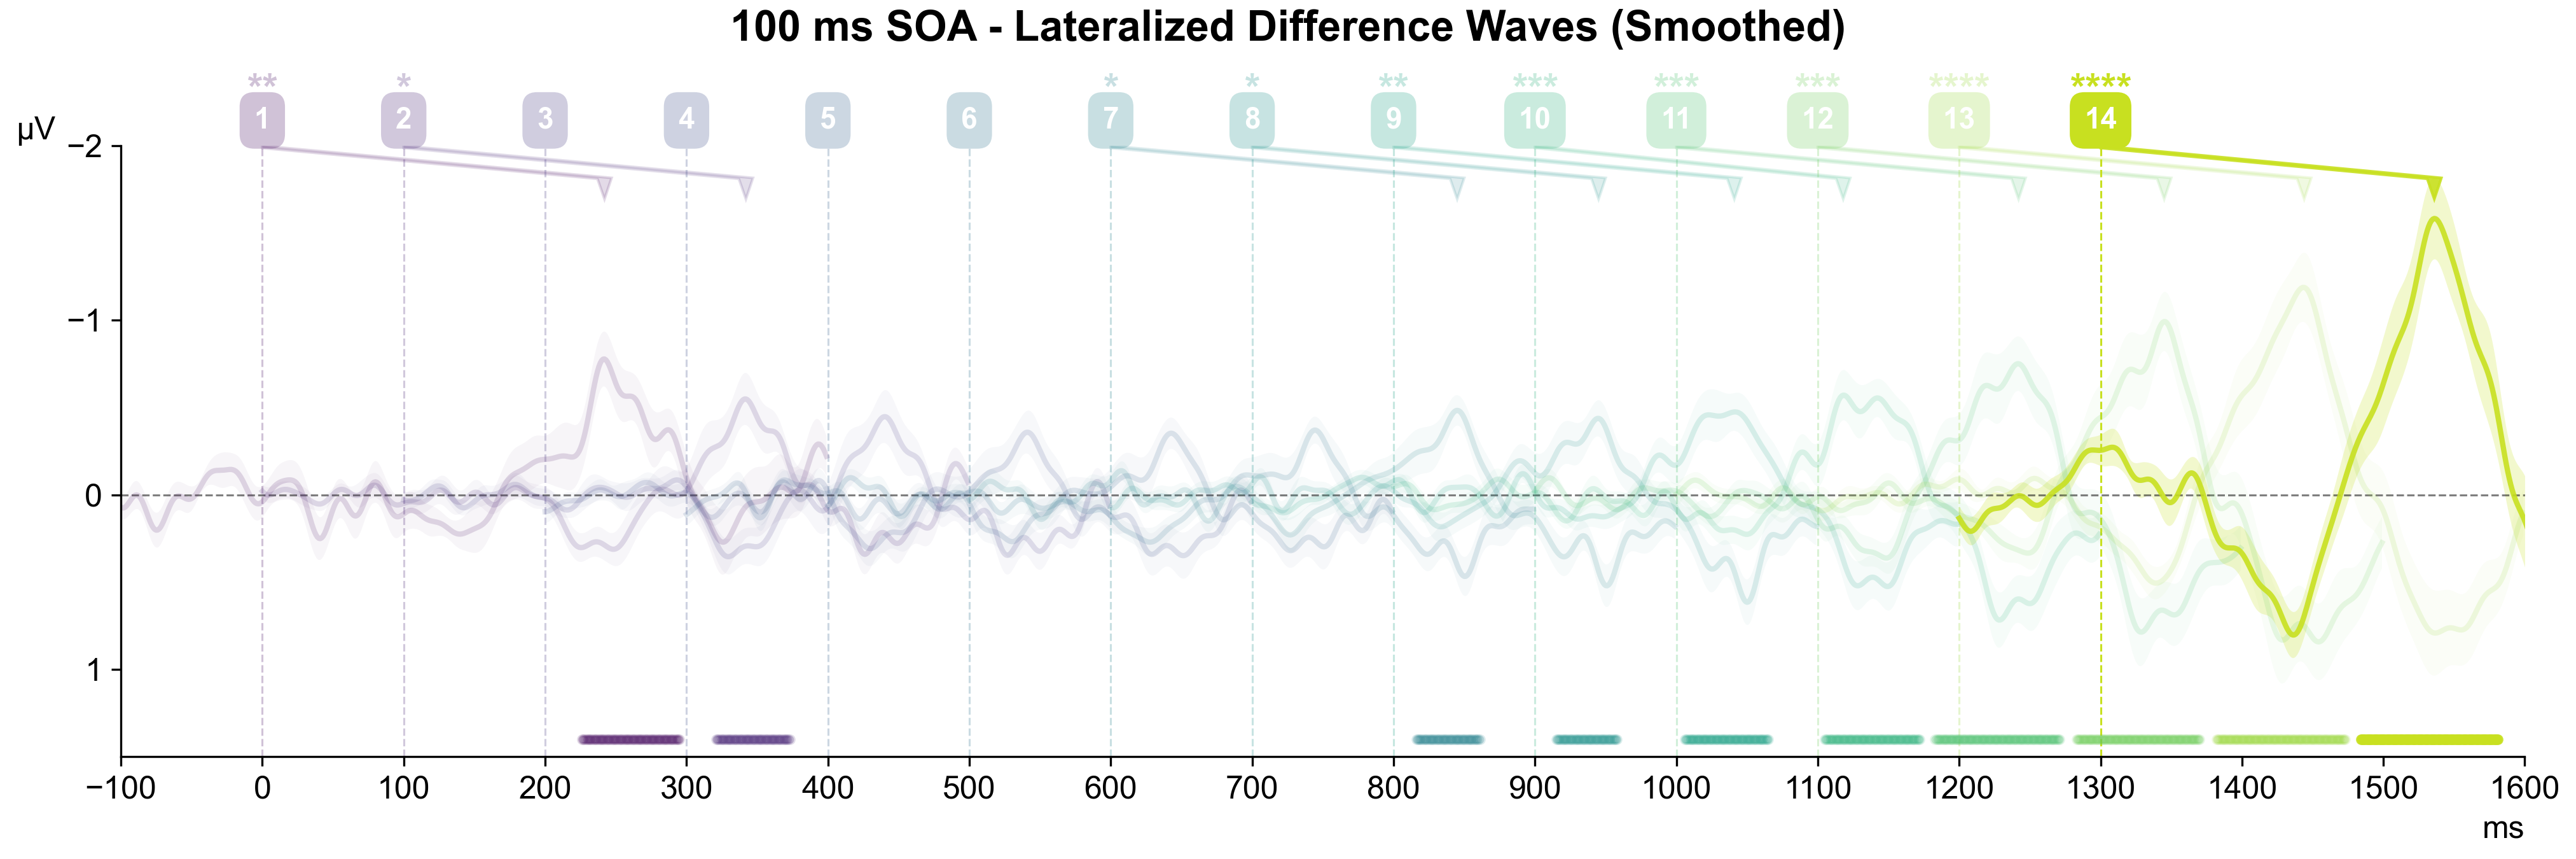 100 ms SOA - Lateralized Difference Waves (Smoothed)
** * * * ** *** *** *** **** ****
1 2 3 4 5 6 7 8 9 10 11 12 13 14
µV
−2
−1
0
1
−100 0 100 200 300 400 500 600 700 800 900 1000 1100 1200 1300 1400 1500 1600
ms